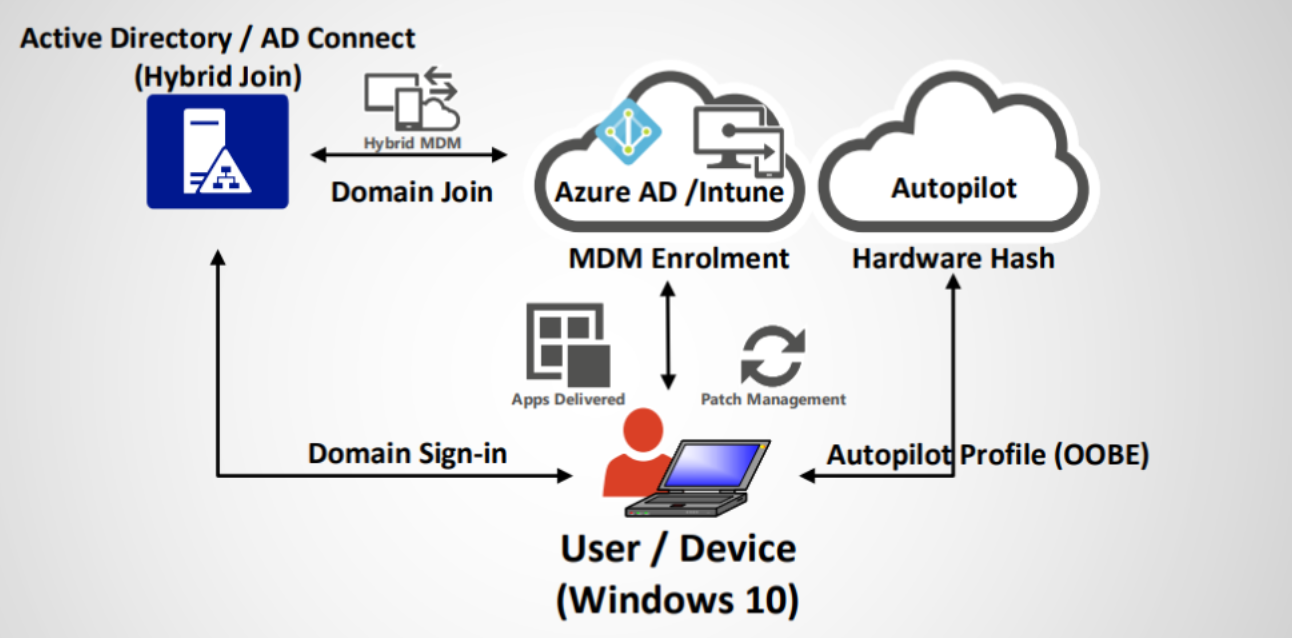 Active Directory / AD Connect
(Hybrid Join)
Hybrid MDM
Domain Join
Azure AD /Intune
MDM Enrolment
Autopilot
Hardware Hash
Apps Delivered
Patch Management
Domain Sign-in
Autopilot Profile (OOBE)
User / Device
(Windows 10)